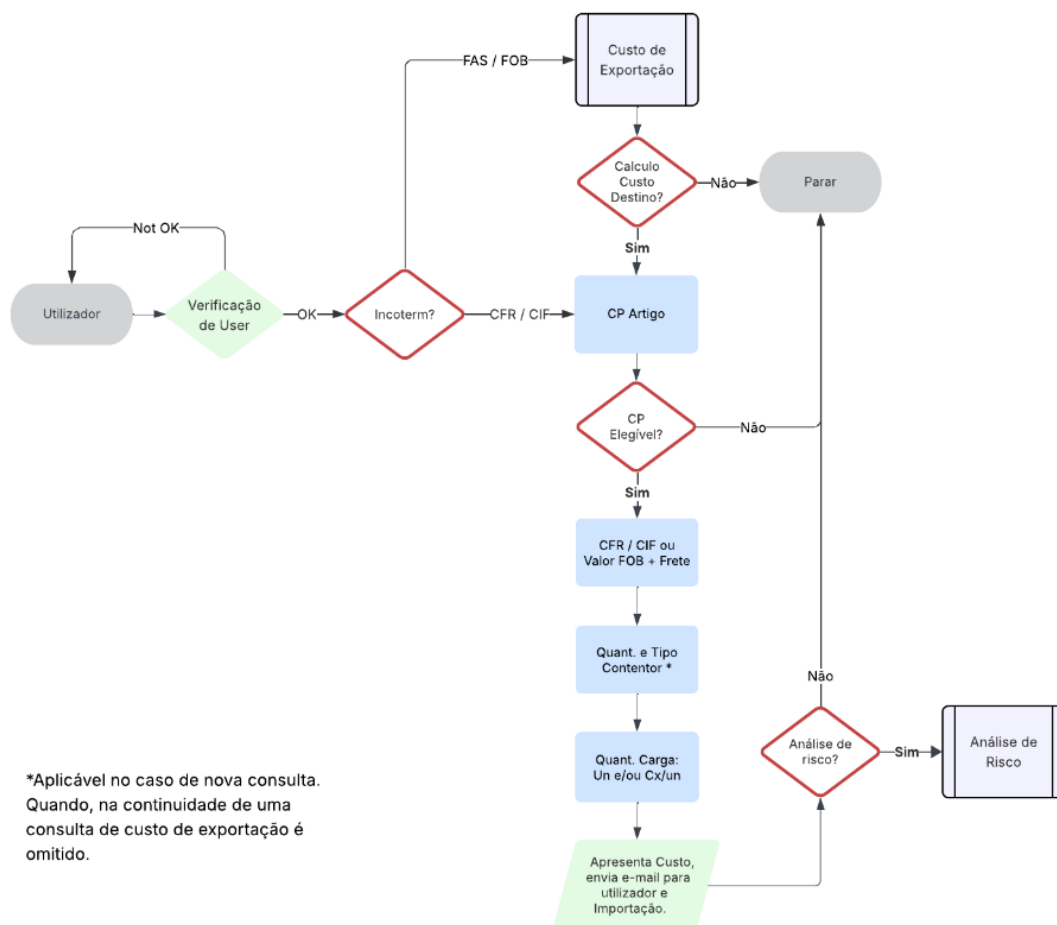 Custo de
Exportação
FAS / FOB
Calculo
Custo
Destino?
Não
Parar
Not OK
Sim
Utilizador
Verificação
de User
OK
Incoterm?
CFR / CIF
CP Artigo
CP
Elegível?
Não
Sim
CFR / CIF ou
Valor FOB + Frete
Quant. e Tipo
Contentor *
Não
Quant. Carga:
Un e/ou Cx/un
Análise de
risco?
Sim
Análise de
Risco
*Aplicável no caso de nova consulta.
Quando, na continuidade de uma
consulta de custo de exportação é
omitido.
Apresenta Custo,
envia e-mail para
utilizador e
Importação.